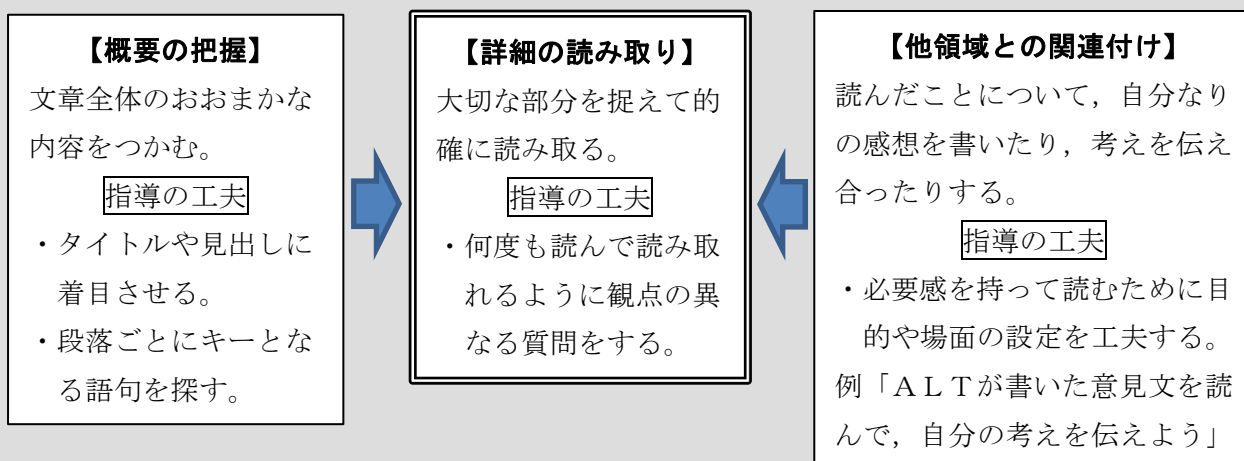 【概要の把握】
文章全体のおおまかな
内容をつかむ。
指導の工夫
・タイトルや見出しに
着目させる。
・段落ごとにキーとな
る語句を探す。
【詳細の読み取り】
大切な部分を捉えて的
確に読み取る。
指導の工夫
・何度も読んで読み取
れるように観点の異
なる質問をする。
【他領域との関連付け】
読んだことについて，自分なり
の感想を書いたり，考えを伝え
合ったりする。
指導の工夫
・必要感を持って読むために目
的や場面の設定を工夫する。
例「ＡＬＴが書いた意見文を読
んで，自分の考えを伝えよう」